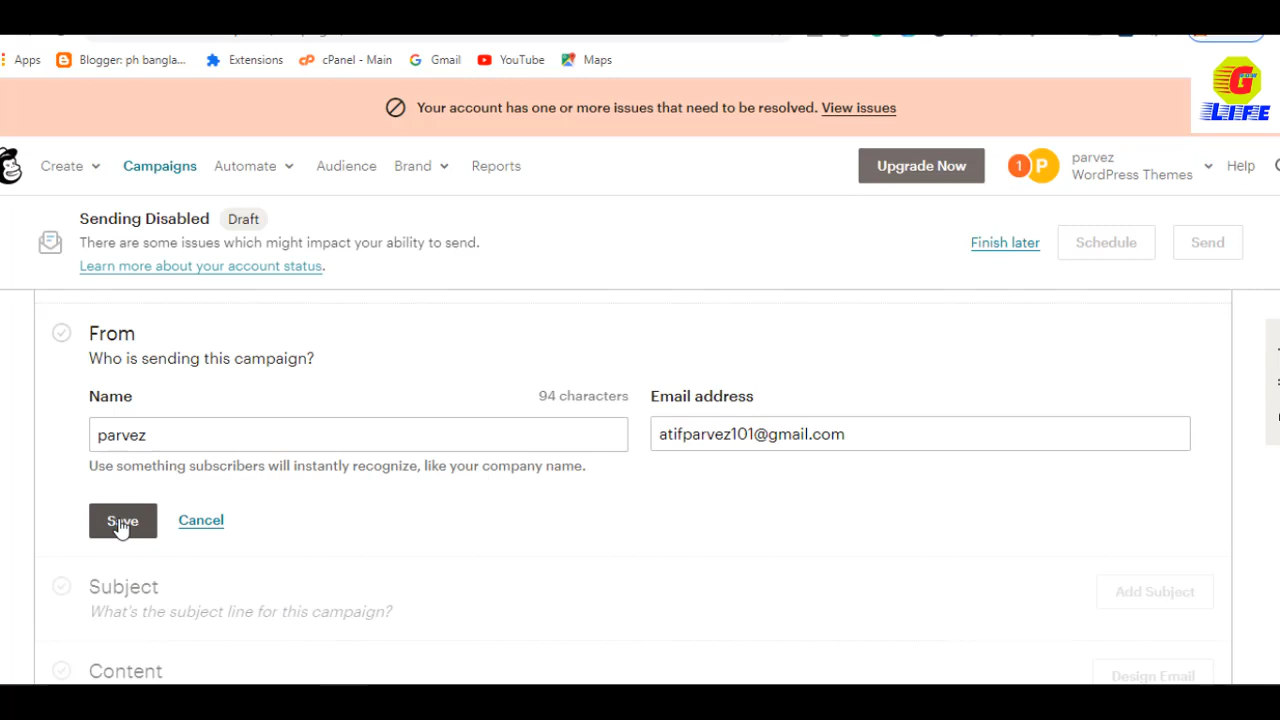 Apps
Blogger: ph bangla...
Extensions
cPanel - Main
Gmail
YouTube
Maps
G
LIFE
Your account has one or more issues that need to be resolved. View issues
Create
Campaigns
Automate
Audience
Brand
Reports
Upgrade Now
1
P
parvez
WordPress Themes
Help
Sending Disabled
Draft
There are some issues which might impact your ability to send.
Learn more about your account status.
Finish later
Schedule
Send
From
Who is sending this campaign?
Name
94 characters
Email address
parvez
atifparvez101@gmail.com
Use something subscribers will instantly recognize, like your company name.
Save
Cancel
Subject
What's the subject line for this campaign?
Add Subject
Content
Design Email